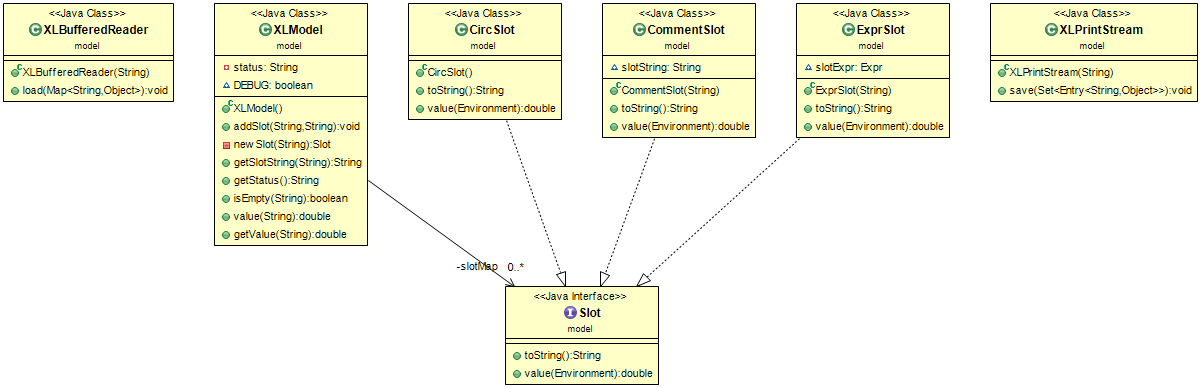 <<Java Class>>
XLBufferedReader
model
XLBufferedReader(String)
load(Map<String,Object>):void
<<Java Class>>
XLModel
model
status: String
DEBUG: boolean
XLModel()
addSlot(String,String):void
new Slot(String):Slot
getSlotString(String):String
getStatus():String
isEmpty(String):boolean
value(String):double
getValue(String):double
<<Java Class>>
CircSlot
model
CircSlot()
toString():String
value(Environment):double
<<Java Class>>
CommentSlot
model
slotString: String
CommentSlot(String)
toString():String
value(Environment):double
<<Java Class>>
ExprSlot
model
slotExpr: Expr
ExprSlot(String)
toString():String
value(Environment):double
<<Java Class>>
XLPrintStream
model
XLPrintStream(String)
save(Set<Entry<String,Object>>):void
-slotMap 0..*
<<Java Interface>>
Slot
model
toString():String
value(Environment):double